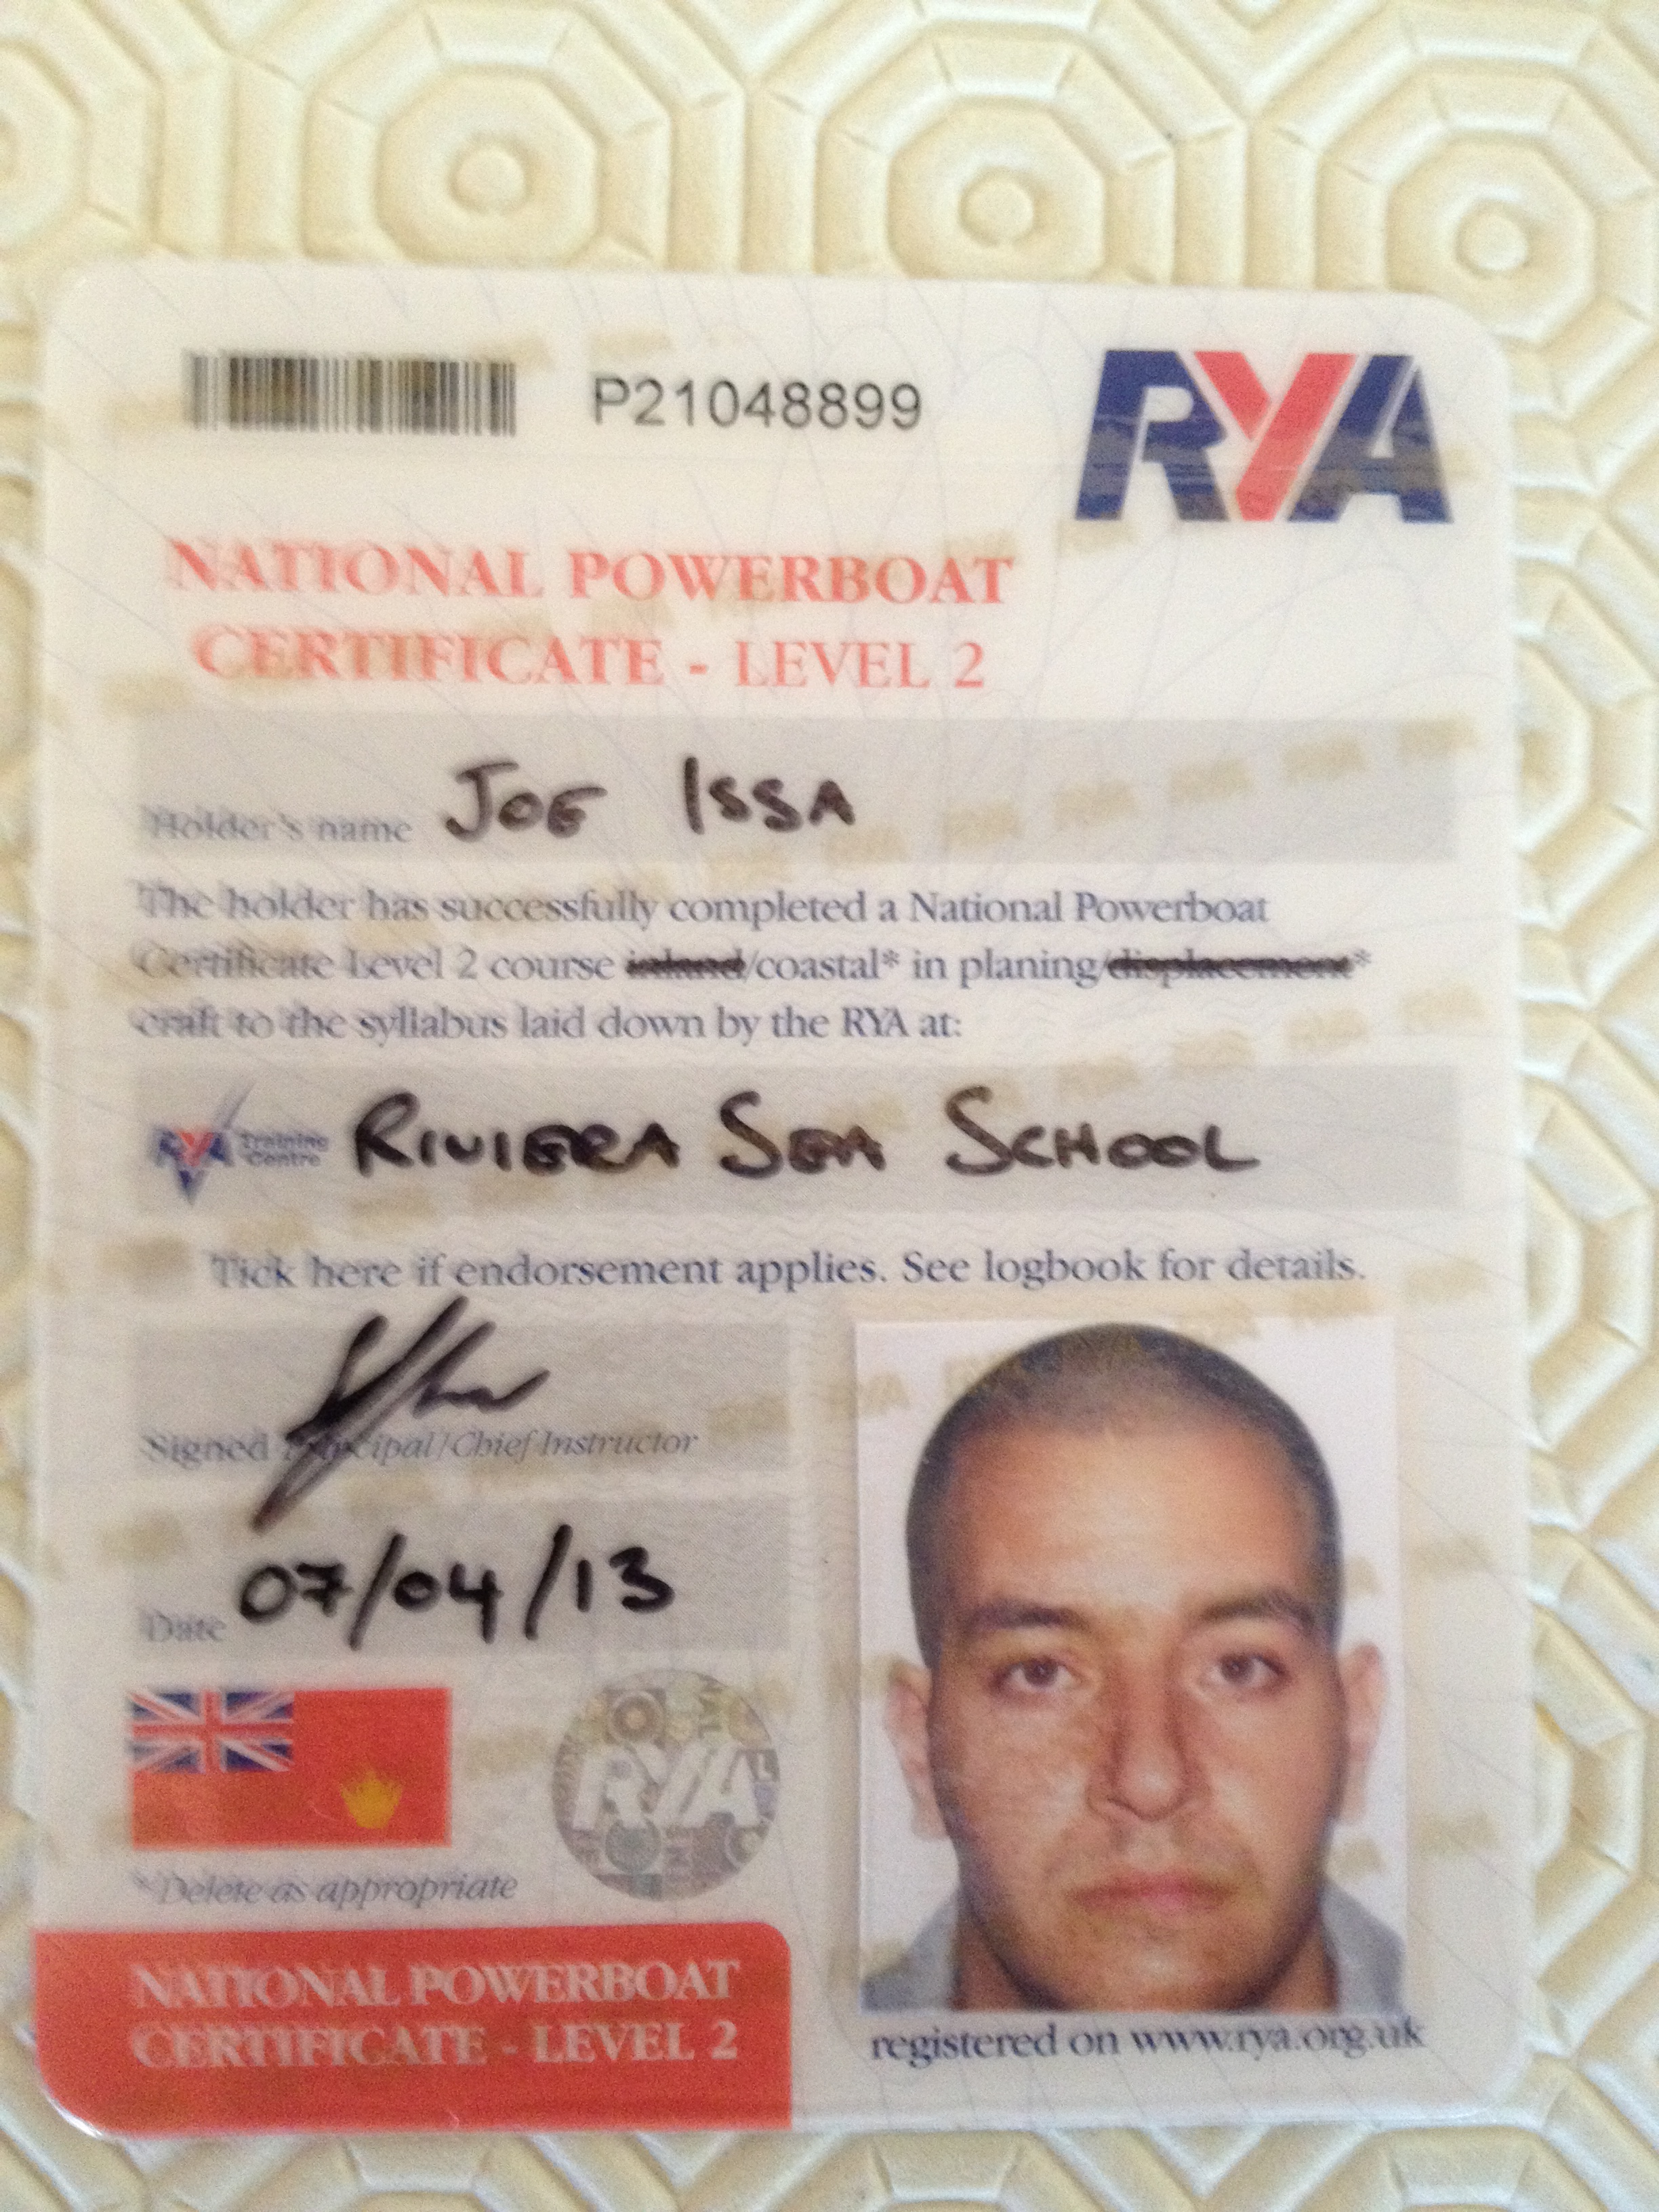 P21048899
RYA
NATIONAL POWERBOAT
CERTIFICATE - LEVEL 2
Holder's name JOE ISSA
The holder has successfully completed a National Powerboat
Certificate Level 2 course inland/coastal* in planing/displacement*
craft to the syllabus laid down by the RYA at:
RYA Training Centre RIVIERA SEA SCHOOL
Tick here if endorsement applies. See logbook for details.
Signed Principal/Chief Instructor
Date 07/04/13
RYA
*Delete as appropriate
NATIONAL POWERBOAT
CERTIFICATE - LEVEL 2
registered on www.rya.org.uk